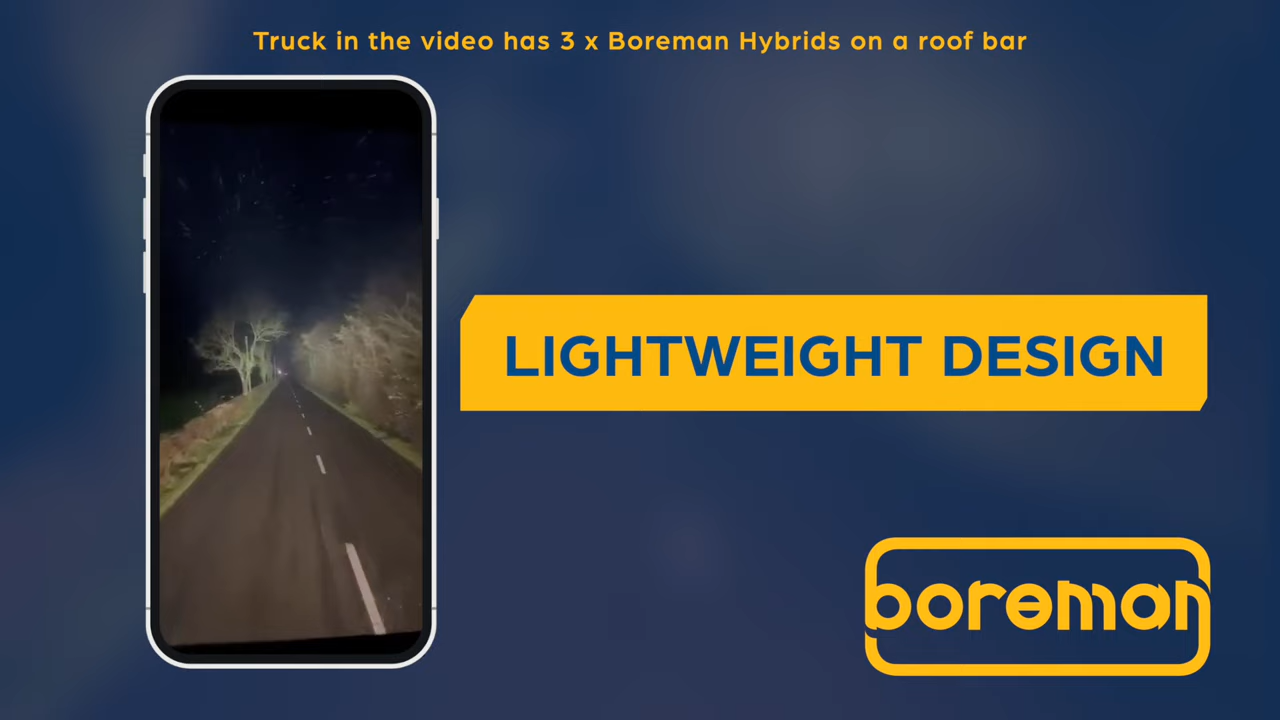 Truck in the video has 3 x Boreman Hybrids on a roof bar
LIGHTWEIGHT DESIGN
boreman